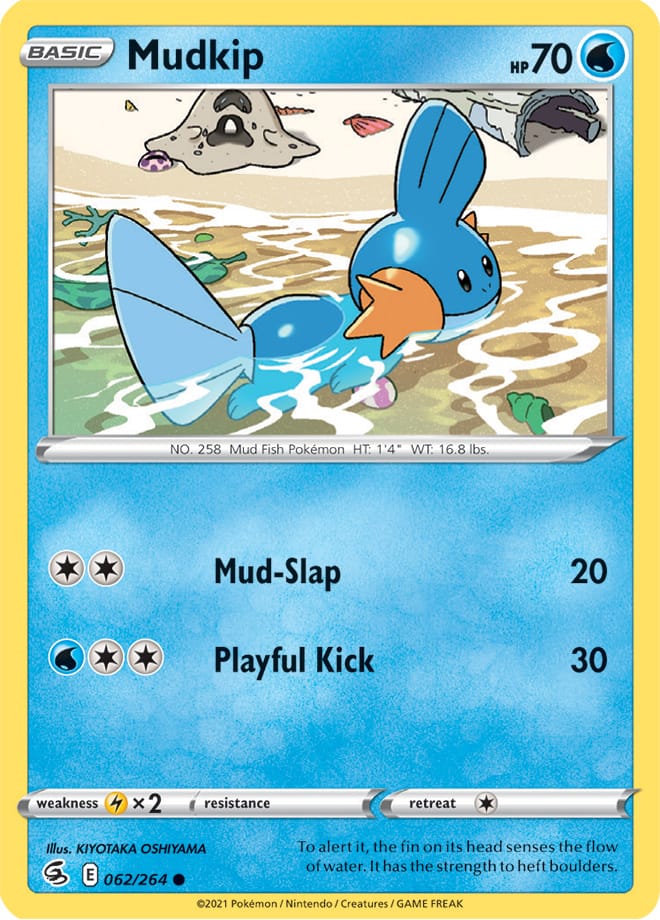 BASIC Mudkip HP 70
NO. 258 Mud Fish Pokémon HT: 1'4" WT: 16.8 lbs.
Mud-Slap 20
Playful Kick 30
weakness ×2 resistance retreat
Illus. KIYOTAKA OSHIYAMA
To alert it, the fin on its head senses the flow
of water. It has the strength to heft boulders.
E 062/264
©2021 Pokémon / Nintendo / Creatures / GAME FREAK